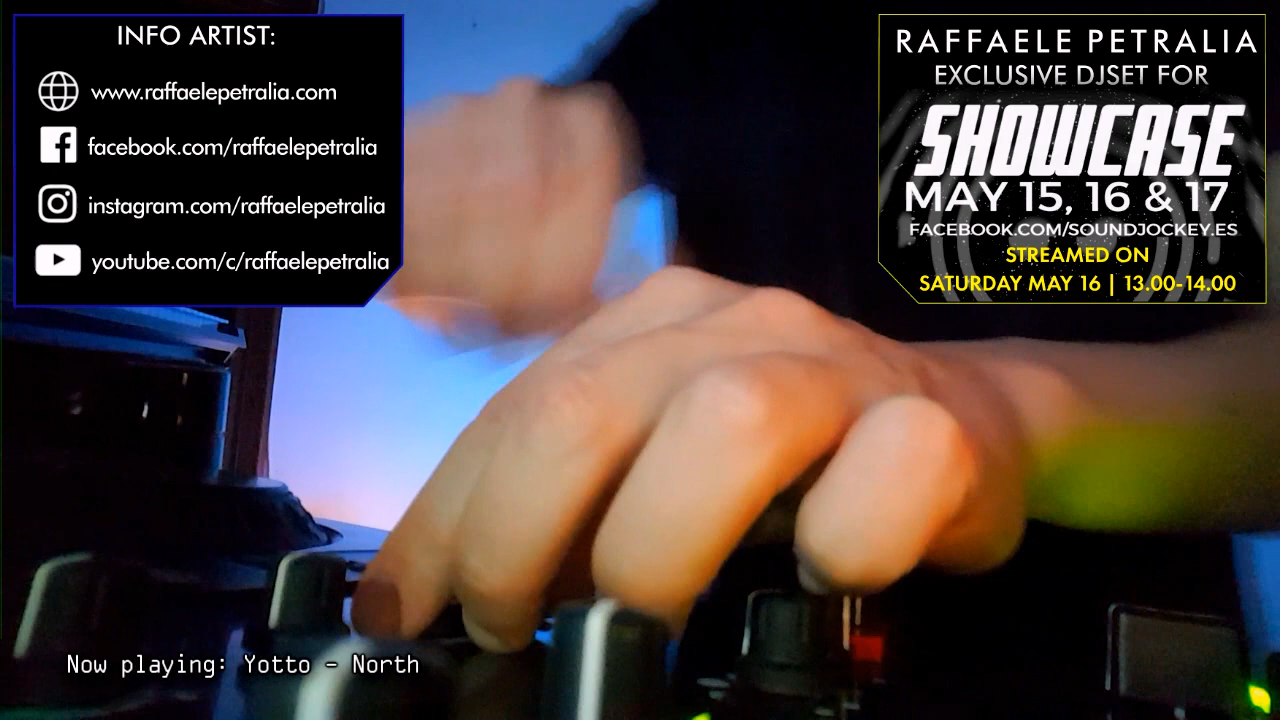 INFO ARTIST:
www.raffaelepetralia.com
facebook.com/raffaelepetralia
instagram.com/raffaelepetralia
youtube.com/c/raffaelepetralia
RAFFAELE PETRALIA
EXCLUSIVE DJSET FOR
SHOWCASE
MAY 15, 16 & 17
FACEBOOK.COM/SOUNDJOCKEY.ES
STREAMED ON
SATURDAY MAY 16 | 13.00-14.00
Now playing: Yotto - North